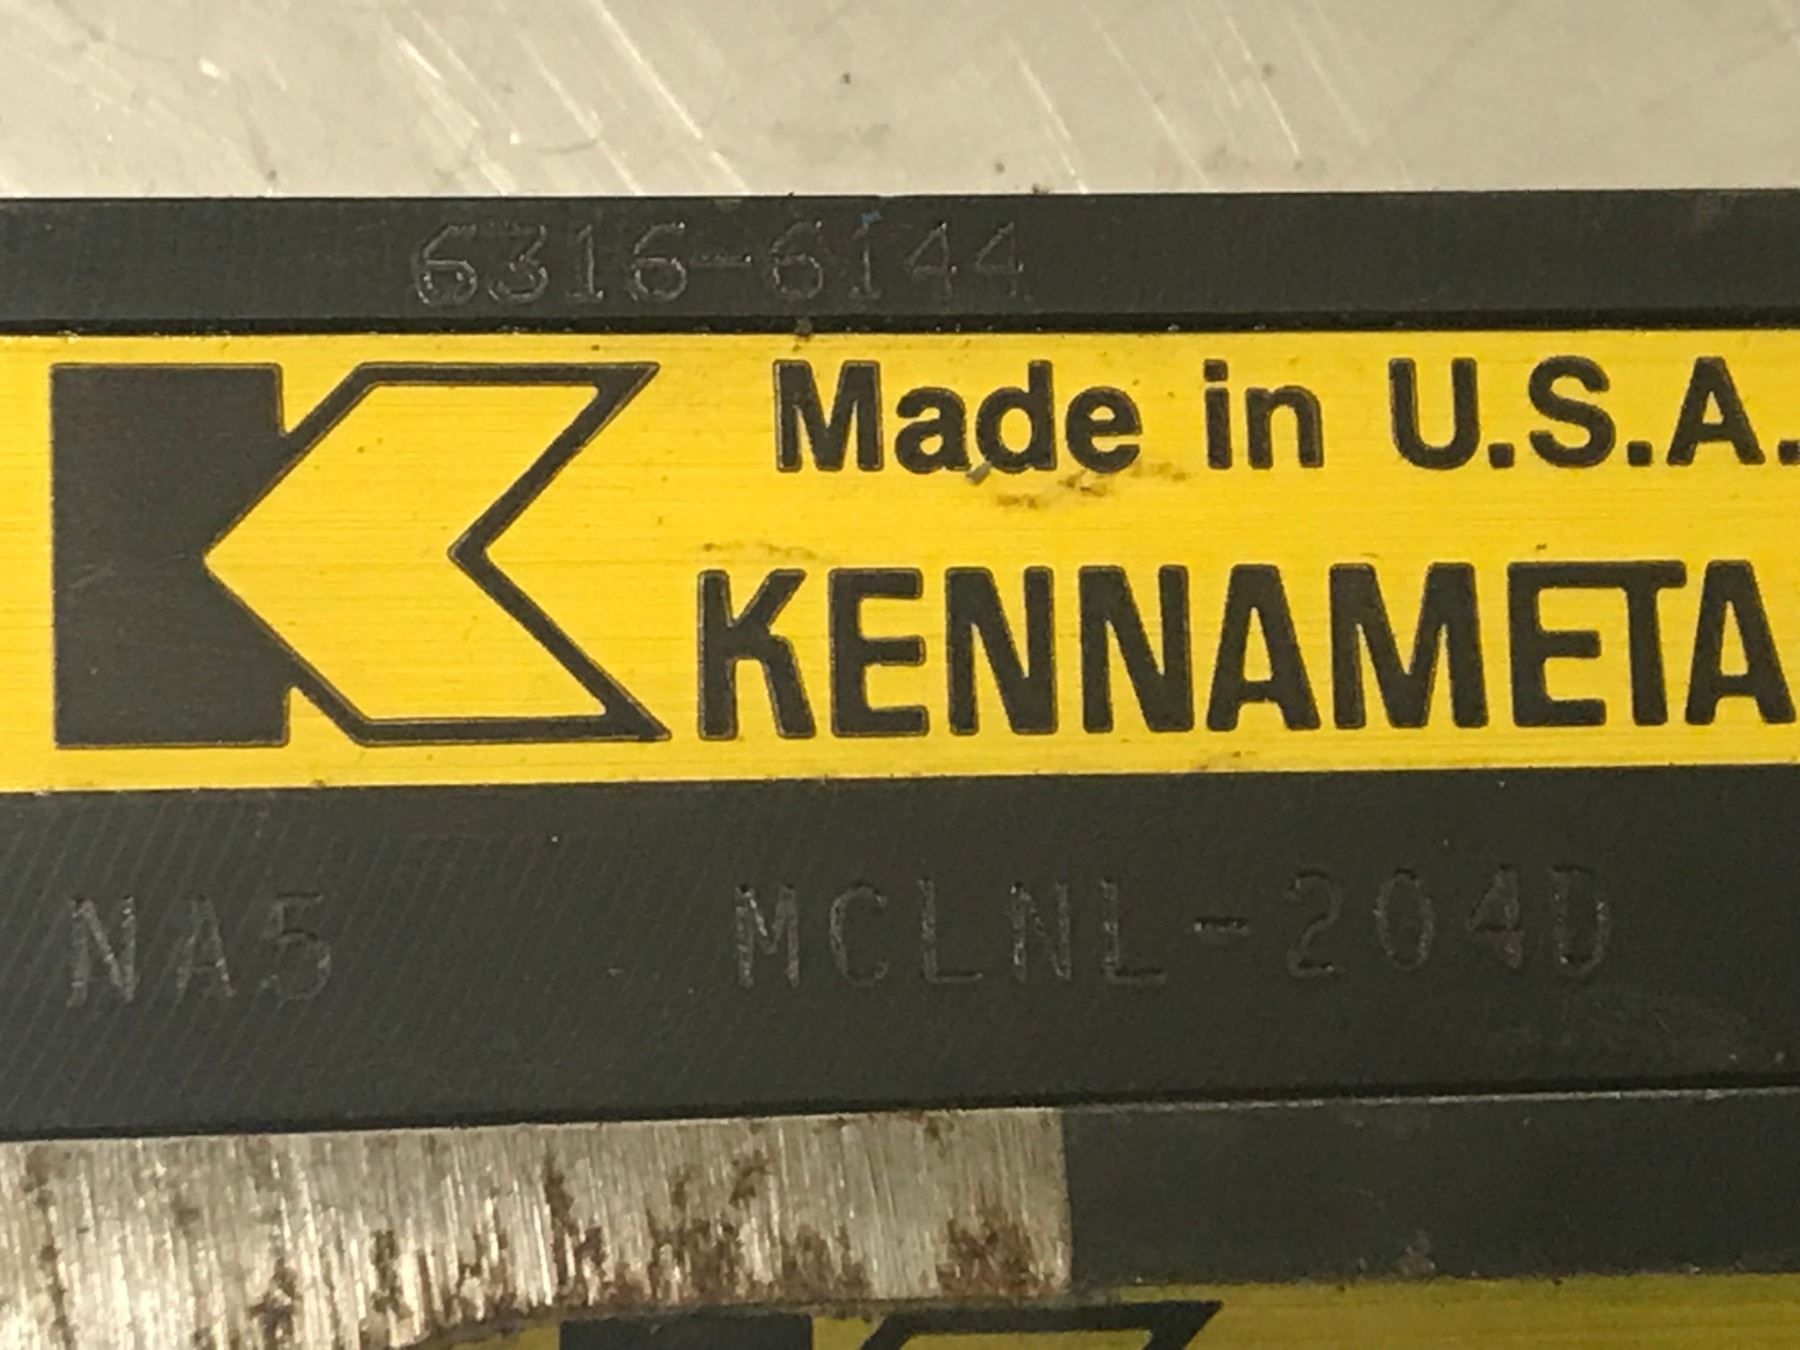 6316-6144
Made in U.S.A.
KENNAMETA
NA5 MCLNL-204D